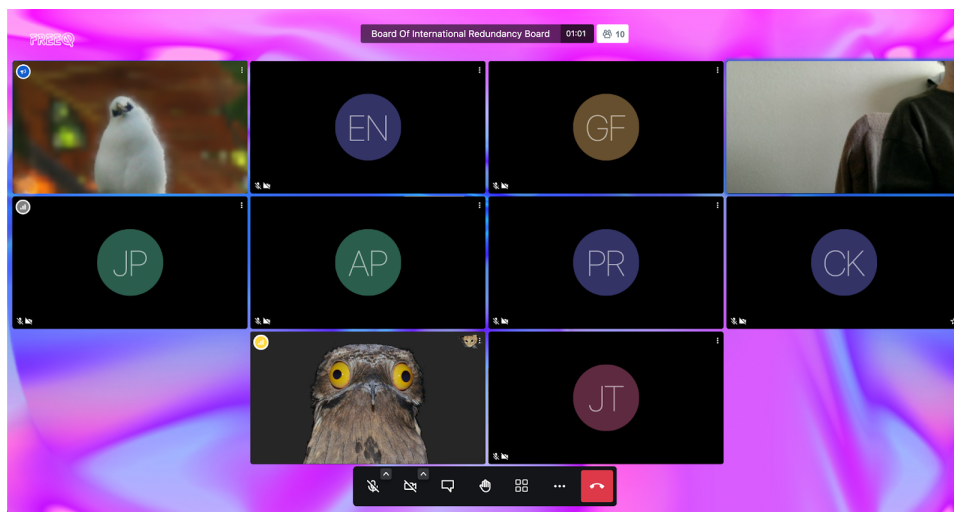 FREEQ
Board Of International Redundancy Board 01:01 10
EN
GF
JP
AP
PR
CK
JT